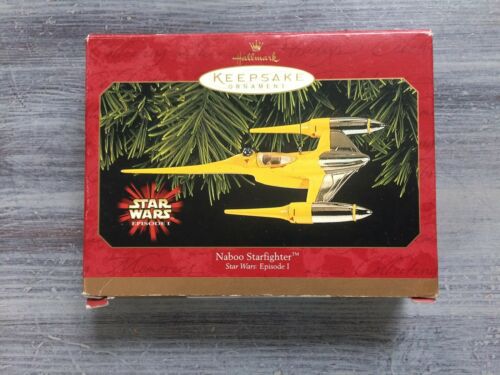 Hallmark
KEEPSAKE
ORNAMENT
STAR
WARS
EPISODE I
Naboo Starfighter™
Star Wars: Episode I